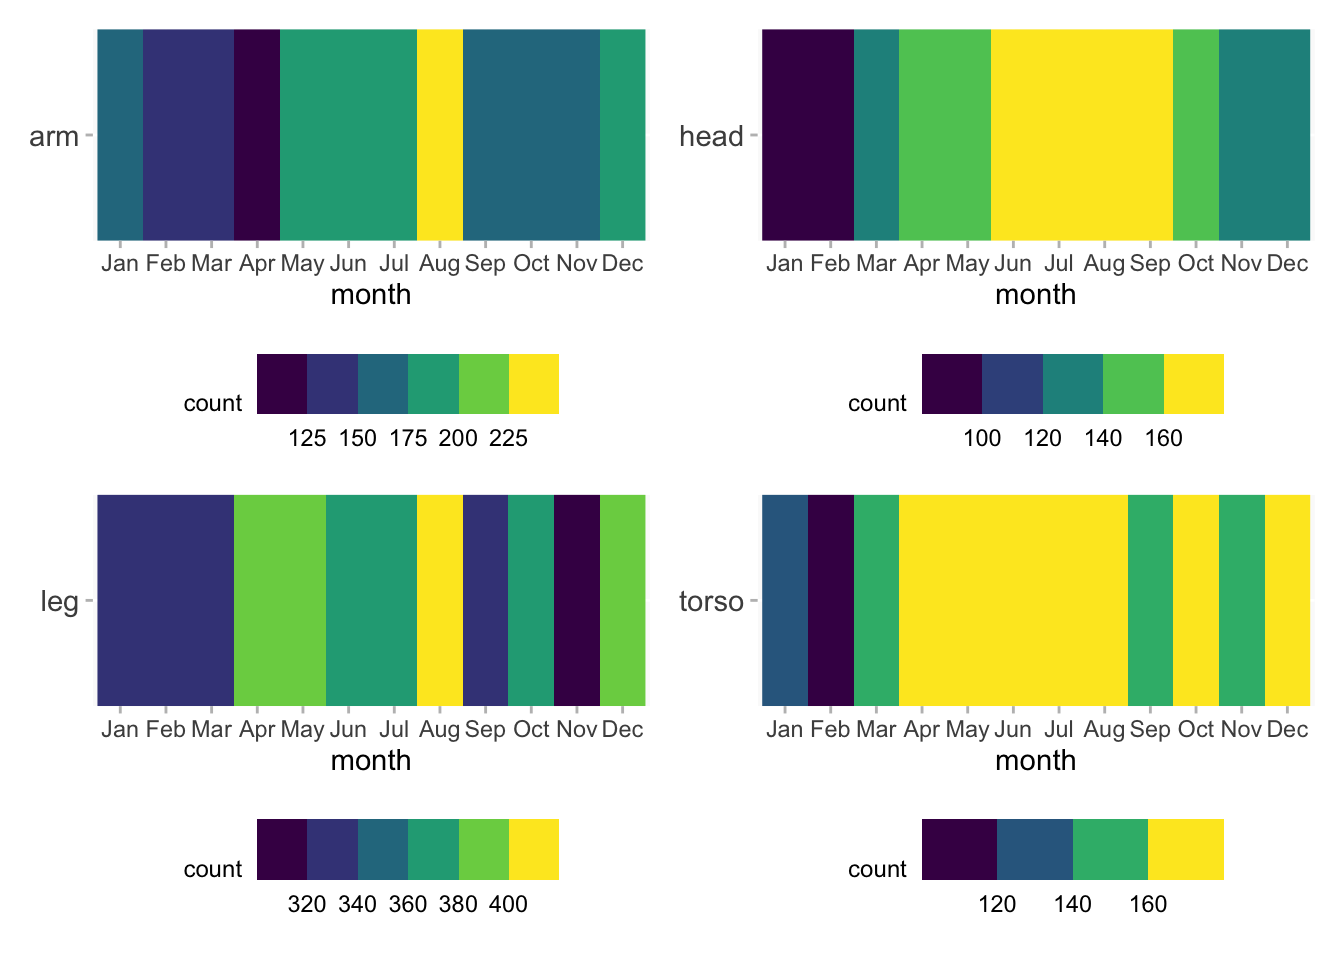 arm
Jan Feb Mar Apr May Jun Jul Aug Sep Oct Nov Dec
month
count
125 150 175 200 225
head
Jan Feb Mar Apr May Jun Jul Aug Sep Oct Nov Dec
month
count
100 120 140 160
leg
Jan Feb Mar Apr May Jun Jul Aug Sep Oct Nov Dec
month
count
320 340 360 380 400
torso
Jan Feb Mar Apr May Jun Jul Aug Sep Oct Nov Dec
month
count
120 140 160